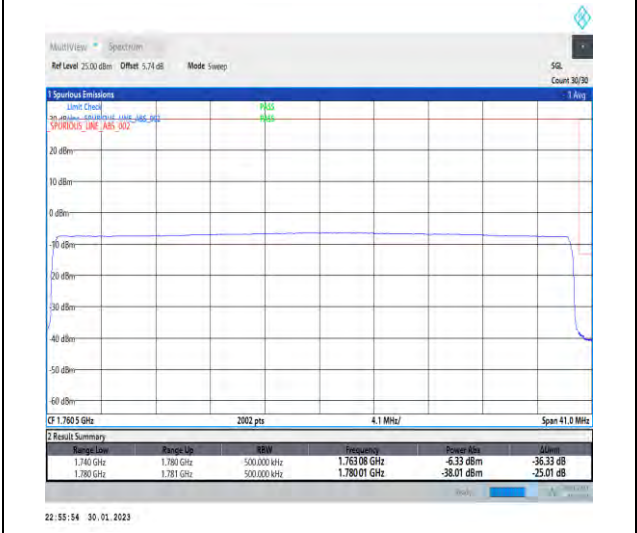 MultiView Spectrum
Ref Level 25.00 dBm Offset 5.74 dB Mode Sweep SGL
Count 30/30
1 Spurious Emissions 1 Avg
Limit Check PASS
SPURIOUS_LINE_ABS_002 PASS
20 dBm
10 dBm
0 dBm
-10 dBm
-20 dBm
-30 dBm
-40 dBm
-50 dBm
-60 dBm
CF 1.7605 GHz 2002 pts 4.1 MHz/ Span 41.0 MHz
2 Result Summary
Range Low Range Up RBW Frequency Power Abs ΔLimit
1.740 GHz 1.780 GHz 500.000 kHz 1.76308 GHz -6.33 dBm -36.33 dB
1.780 GHz 1.781 GHz 500.000 kHz 1.78001 GHz -38.01 dBm -25.01 dB
22:55:54 30.01.2023